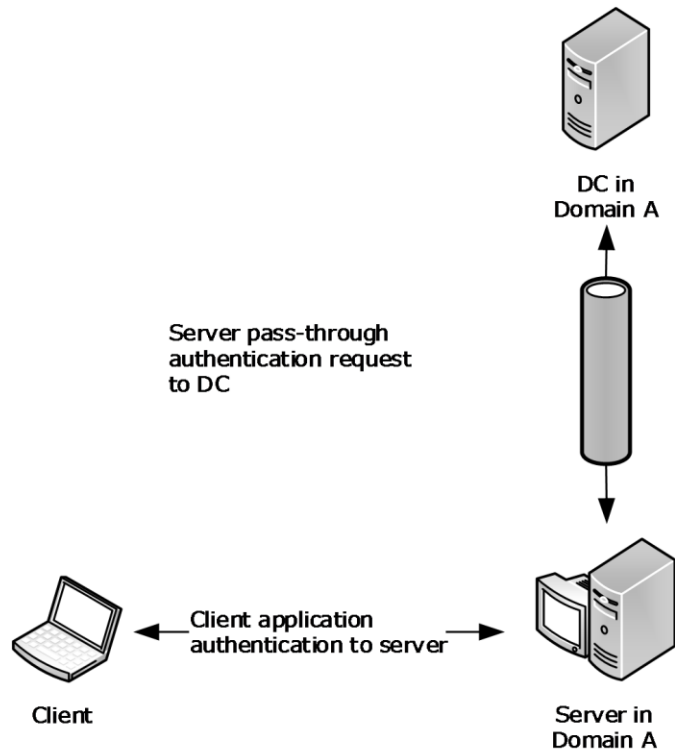 DC in
Domain A
Server pass-through
authentication request
to DC
Client application
authentication to server
Client
Server in
Domain A